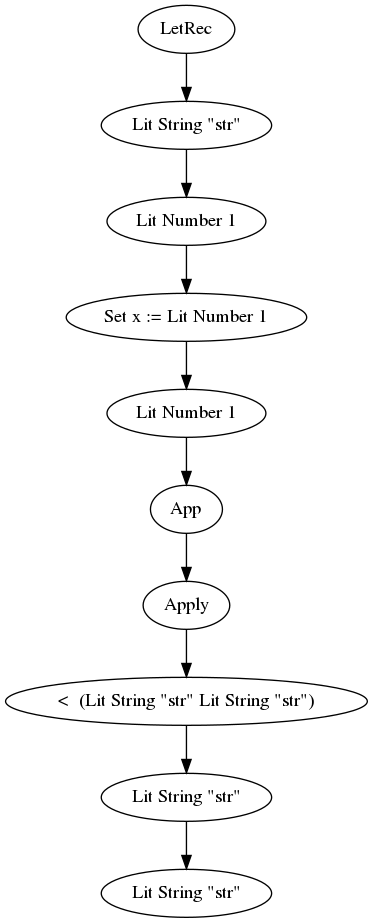 LetRec
Lit String "str"
Lit Number 1
Set x := Lit Number 1
Lit Number 1
App
Apply
< (Lit String "str" Lit String "str")
Lit String "str"
Lit String "str"